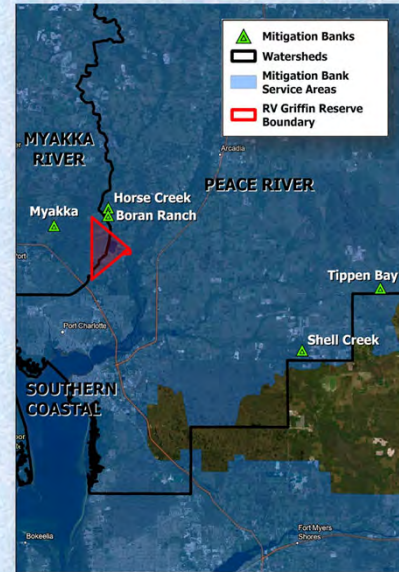 Mitigation Banks
Watersheds
Mitigation Bank
Service Areas
RV Griffin Reserve
Boundary
MYAKKA
RIVER
Arcadia
PEACE RIVER
Horse Creek
Boran Ranch
Myakka
Port
Tippen Bay
Port Charlotte
Shell Creek
SOUTHERN
COASTAL
Bokeelia
Fort Myers
Shores